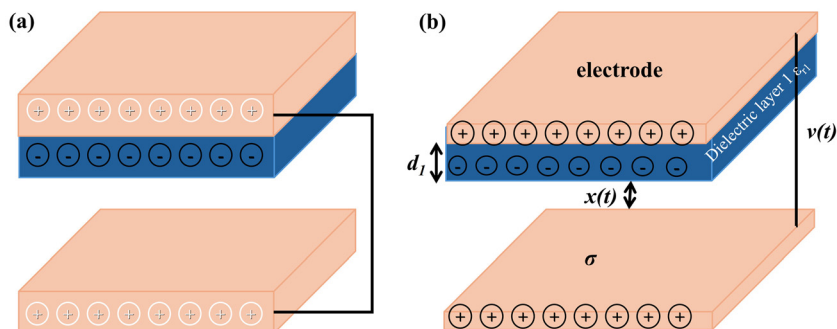 (a)
+ + + + + + + +
- - - - - - - -
+ + + + + + + +
(b)
electrode
Dielectric layer 1 εr1
v(t)
+ + + + + + + +
d1
- - - - - - - -
x(t)
σ
+ + + + + + + +